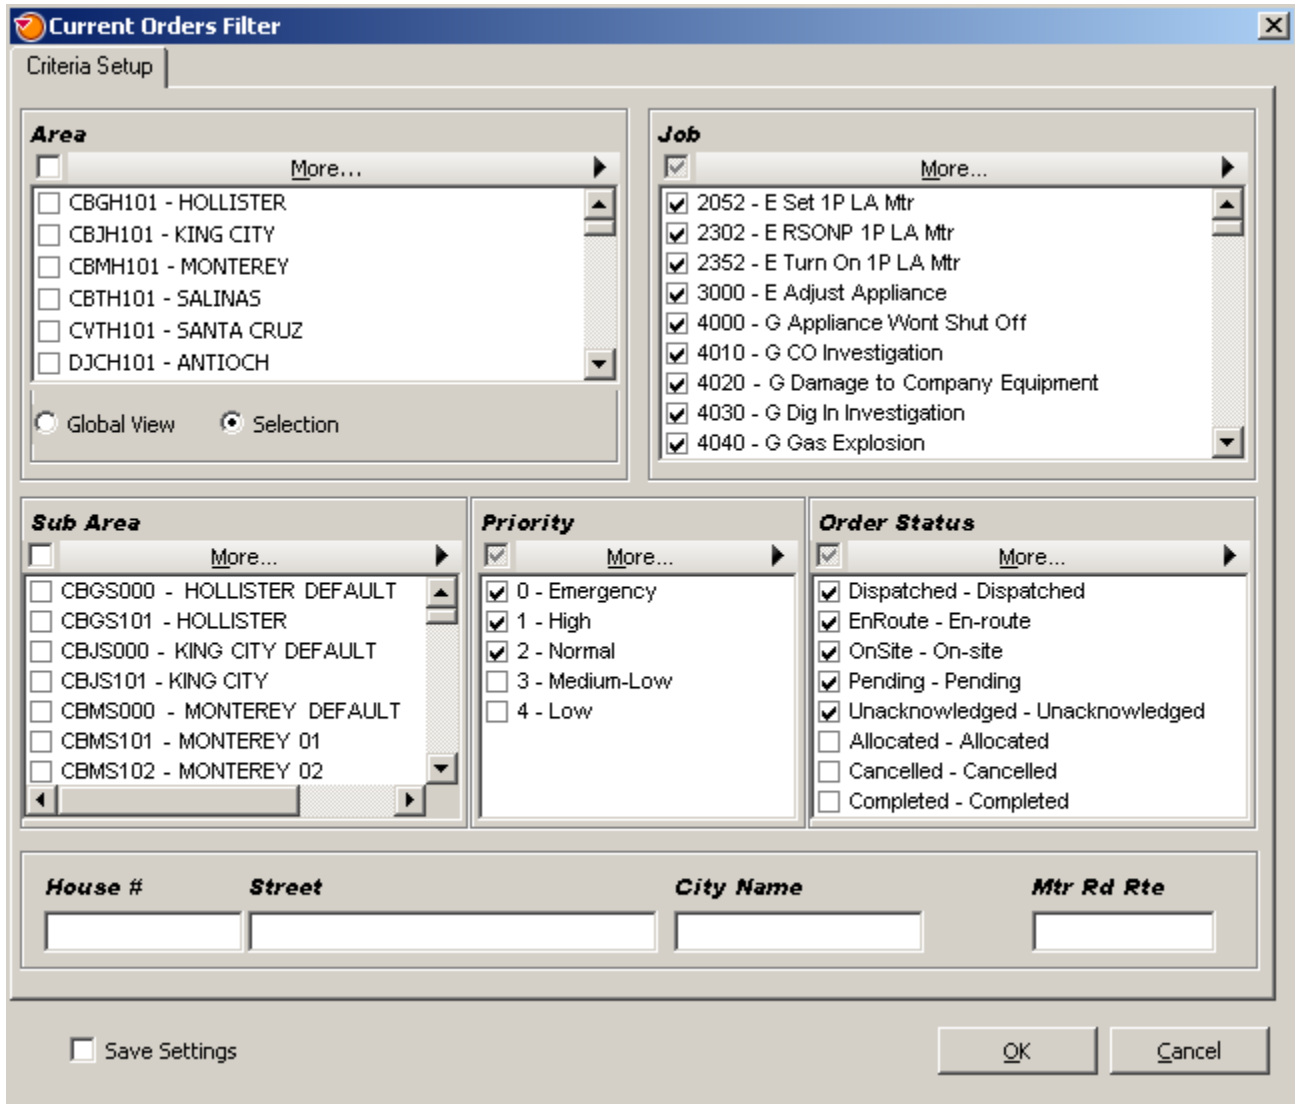 Current Orders Filter
Criteria Setup
Area
More...
CBGH101 - HOLLISTER
CBJH101 - KING CITY
CBMH101 - MONTEREY
CBTH101 - SALINAS
CVTH101 - SANTA CRUZ
DJCH101 - ANTIOCH
Global View
Selection
Job
More...
2052 - E Set 1P LA Mtr
2302 - E RSONP 1P LA Mtr
2352 - E Turn On 1P LA Mtr
3000 - E Adjust Appliance
4000 - G Appliance Wont Shut Off
4010 - G CO Investigation
4020 - G Damage to Company Equipment
4030 - G Dig In Investigation
4040 - G Gas Explosion
Sub Area
More...
CBGS000 - HOLLISTER DEFAULT
CBGS101 - HOLLISTER
CBJS000 - KING CITY DEFAULT
CBJS101 - KING CITY
CBMS000 - MONTEREY DEFAULT
CBMS101 - MONTEREY 01
CBMS102 - MONTEREY 02
Priority
More...
0 - Emergency
1 - High
2 - Normal
3 - Medium-Low
4 - Low
Order Status
More...
Dispatched - Dispatched
EnRoute - En-route
OnSite - On-site
Pending - Pending
Unacknowledged - Unacknowledged
Allocated - Allocated
Cancelled - Cancelled
Completed - Completed
House #
Street
City Name
Mtr Rd Rte
Save Settings
OK
Cancel